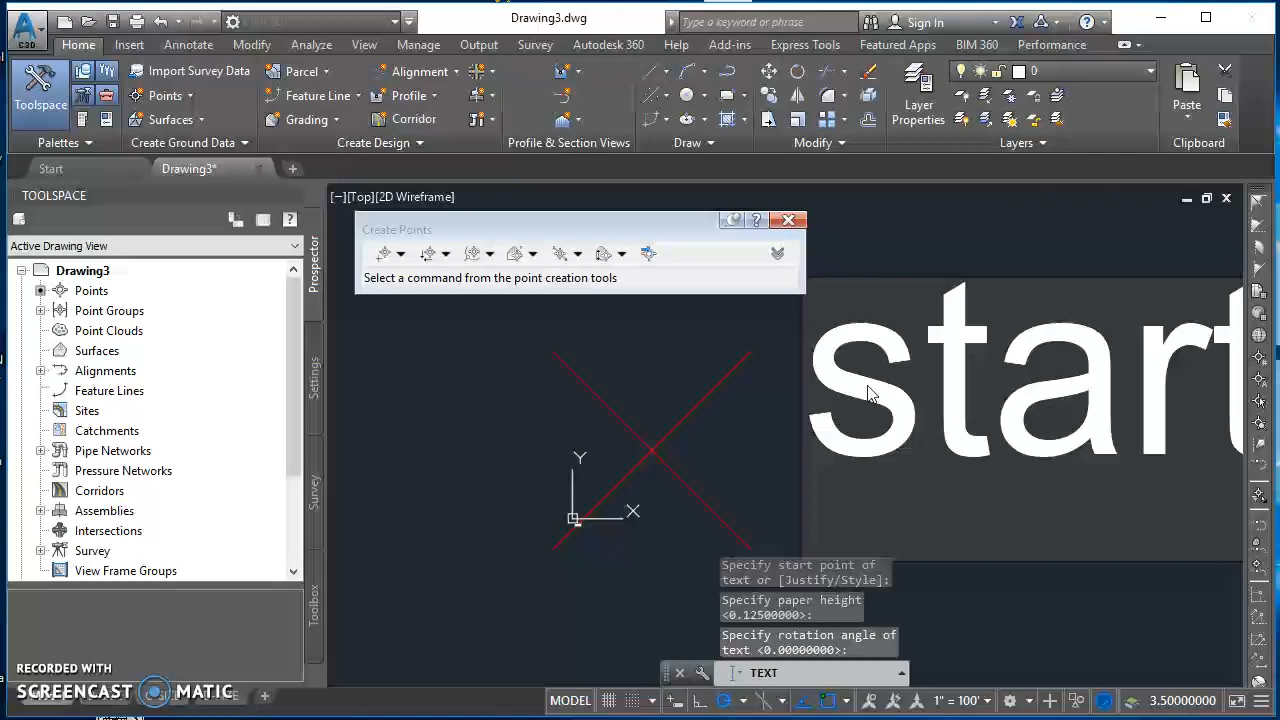 Drawing3.dwg
Type a keyword or phrase
Sign In
C3D
Home Insert Annotate Modify Analyze View Manage Output Survey Autodesk 360 Help Add-ins Express Tools Featured Apps BIM 360 Performance
Toolspace
Import Survey Data
Points
Surfaces
Parcel
Feature Line
Grading
Alignment
Profile
Corridor
Layer
Properties
0
Paste
Palettes
Create Ground Data
Create Design
Profile & Section Views
Draw
Modify
Layers
Clipboard
Start
Drawing3*
TOOLSPACE
[−][Top][2D Wireframe]
Active Drawing View
Create Points
Select a command from the point creation tools
Drawing3
Points
Point Groups
Point Clouds
Surfaces
Alignments
Feature Lines
Sites
Catchments
Pipe Networks
Pressure Networks
Corridors
Assemblies
Intersections
Survey
View Frame Groups
Prospector
Settings
Survey
Toolbox
start
Y
X
Specify start point of
text or [Justify/Style]:
Specify paper height
<0.12500000>:
Specify rotation angle of
text <0.00000000>:
TEXT
RECORDED WITH
SCREENCAST MATIC
MODEL
1" = 100'
3.50000000